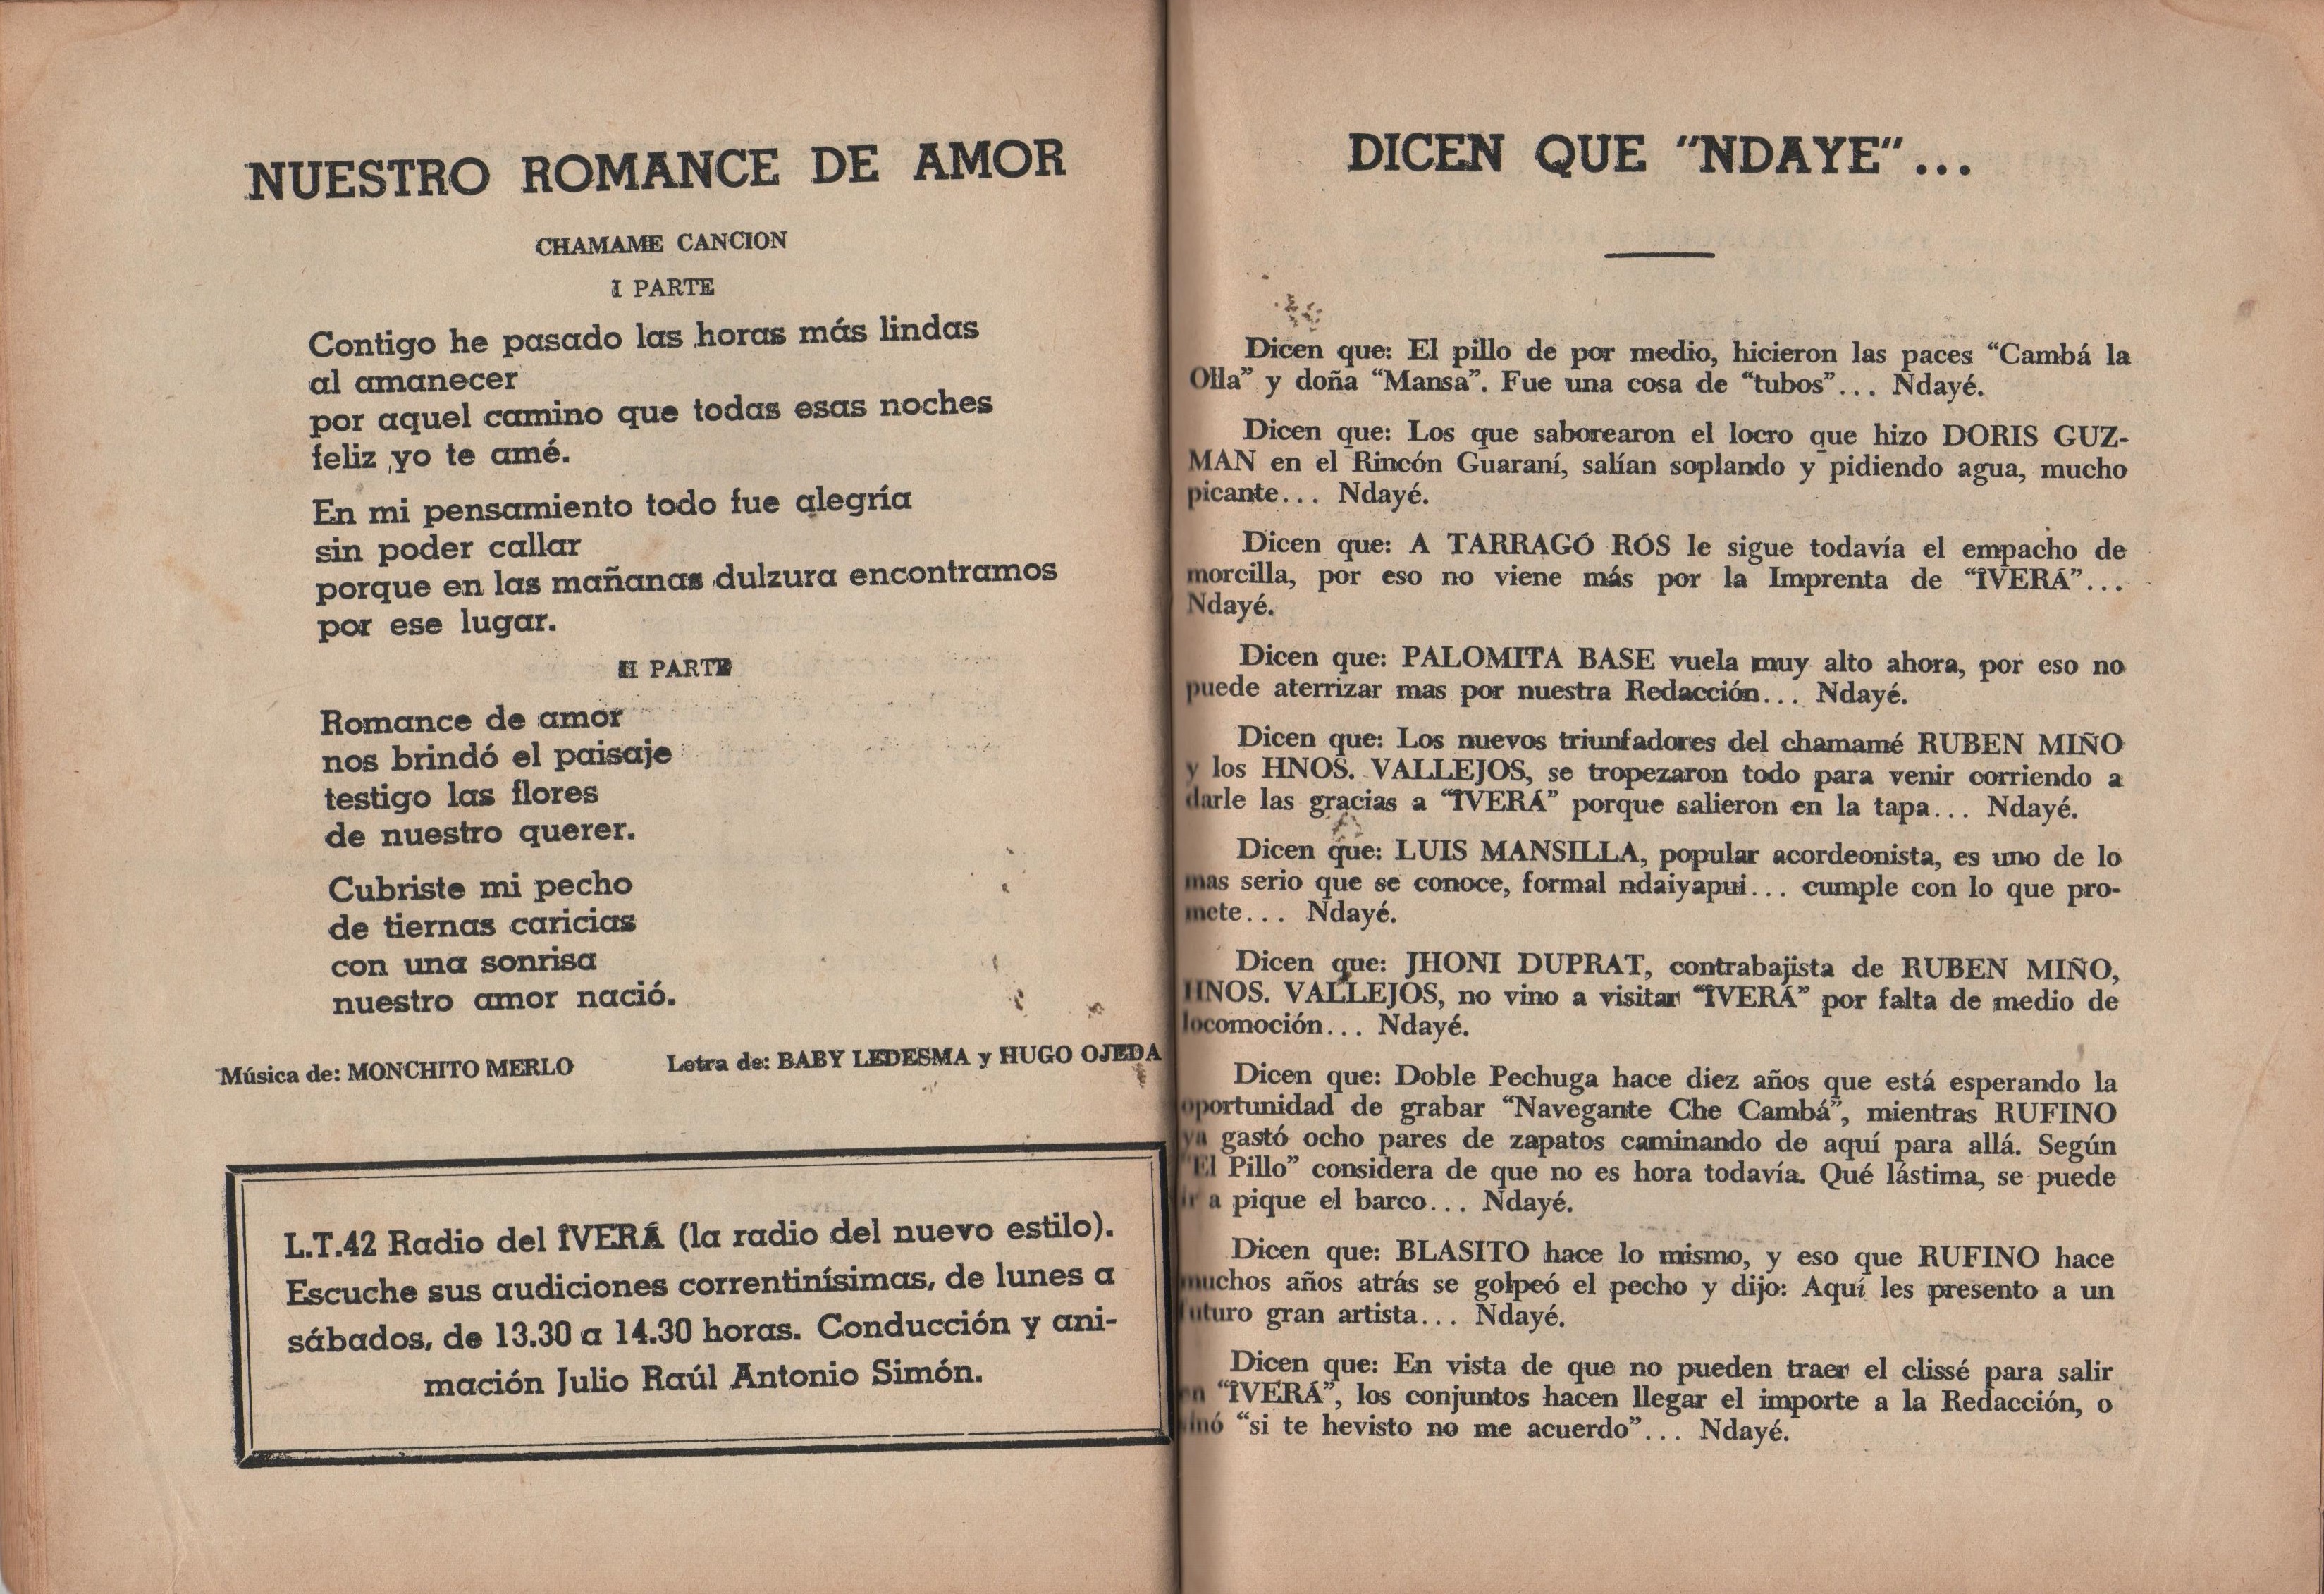 NUESTRO ROMANCE DE AMOR
CHAMAME CANCION
I PARTE
Contigo he pasado las horas más lindas
al amanecer
por aquel camino que todas esas noches
feliz yo te amé.
En mi pensamiento todo fue alegría
sin poder callar
porque en las mañanas dulzura encontramos
por ese lugar.
II PARTE
Romance de amor
nos brindó el paisaje
testigo las flores
de nuestro querer.
Cubriste mi pecho
de tiernas caricias
con una sonrisa
nuestro amor nació.
Música de: MONCHITO MERLO Letra de: BABY LEDESMA y HUGO OJEDA
L.T.42 Radio del ÎVERÁ (la radio del nuevo estilo).
Escuche sus audiciones correntinísimas, de lunes a
sábados, de 13.30 a 14.30 horas. Conducción y ani-
mación Julio Raúl Antonio Simón.
DICEN QUE "NDAYE"...
Dicen que: El pillo de por medio, hicieron las paces “Cambá la
Olla” y doña “Mansa”. Fue una cosa de “tubos”... Ndayé.
Dicen que: Los que saborearon el locro que hizo DORIS GUZ-
MAN en el Rincón Guaraní, salían soplando y pidiendo agua, mucho
picante... Ndayé.
Dicen que: A TARRAGÓ RÓS le sigue todavía el empacho de
morcilla, por eso no viene más por la Imprenta de “ÎVERÁ”...
Ndayé.
Dicen que: PALOMITA BASE vuela muy alto ahora, por eso no
puede aterrizar mas por nuestra Redacción... Ndayé.
Dicen que: Los nuevos triunfadores del chamamé RUBEN MIÑO
y los HNOS. VALLEJOS, se tropezaron todo para venir corriendo a
darle las gracias a “ÎVERÁ” porque salieron en la tapa... Ndayé.
Dicen que: LUIS MANSILLA, popular acordeonista, es uno de lo
mas serio que se conoce, formal ndaiyapui... cumple con lo que pro-
mete... Ndayé.
Dicen que: JHONI DUPRAT, contrabajista de RUBEN MIÑO,
HNOS. VALLEJOS, no vino a visitar “ÎVERÁ” por falta de medio de
locomoción... Ndayé.
Dicen que: Doble Pechuga hace diez años que está esperando la
oportunidad de grabar “Navegante Che Cambá”, mientras RUFINO
ya gastó ocho pares de zapatos caminando de aquí para allá. Según
“El Pillo” considera de que no es hora todavía. Qué lástima, se puede
ir a pique el barco... Ndayé.
Dicen que: BLASITO hace lo mismo, y eso que RUFINO hace
muchos años atrás se golpeó el pecho y dijo: Aquí les presento a un
futuro gran artista... Ndayé.
Dicen que: En vista de que no pueden traer el clissé para salir
en “ÎVERÁ”, los conjuntos hacen llegar el importe a la Redacción, o
sinó “si te hevisto no me acuerdo”... Ndayé.